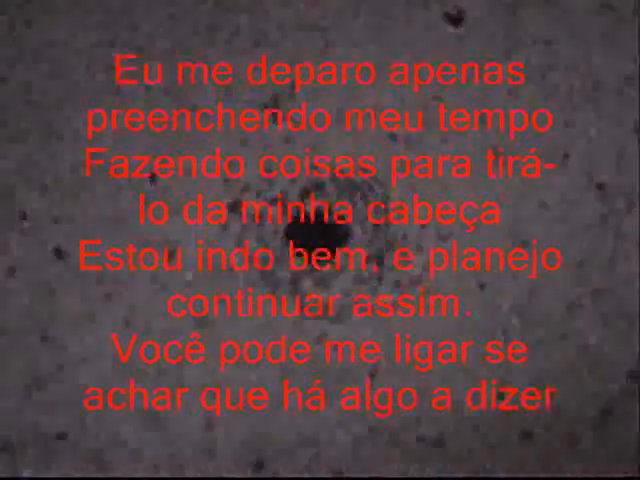 Eu me deparo apenas
preenchendo meu tempo
Fazendo coisas para tirá-
lo da minha cabeça
Estou indo bem, e planejo
continuar assim.
Você pode me ligar se
achar que há algo a dizer